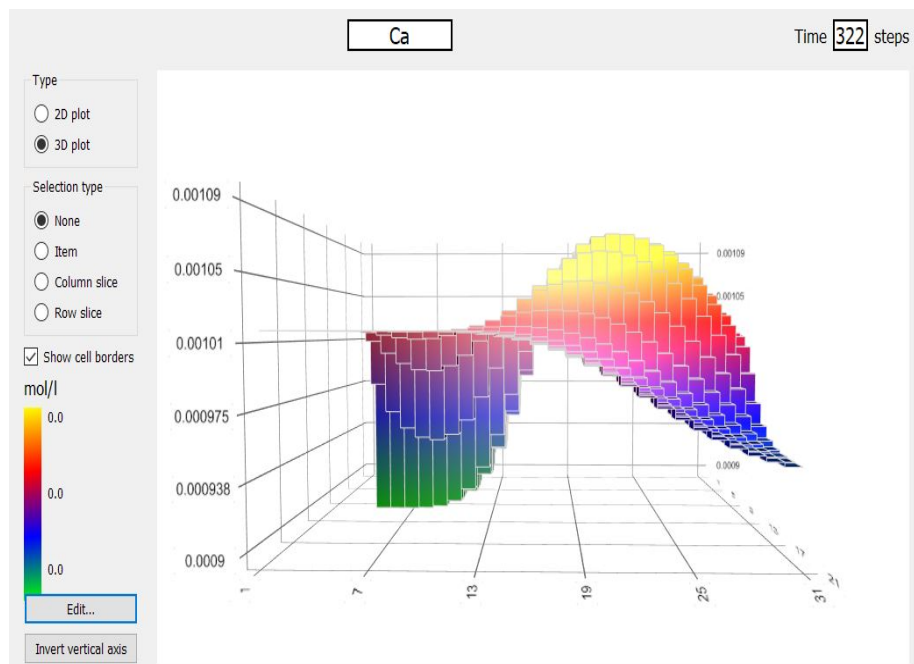 Ca
Time 322 steps
Type
2D plot
3D plot
Selection type
None
Item
Column slice
Row slice
Show cell borders
mol/l
0.0
0.0
0.0
Edit...
Invert vertical axis
0.00109
0.00105
0.00101
0.000975
0.000938
0.0009
0.00109
0.00105
0.0009
1
7
13
19
25
31